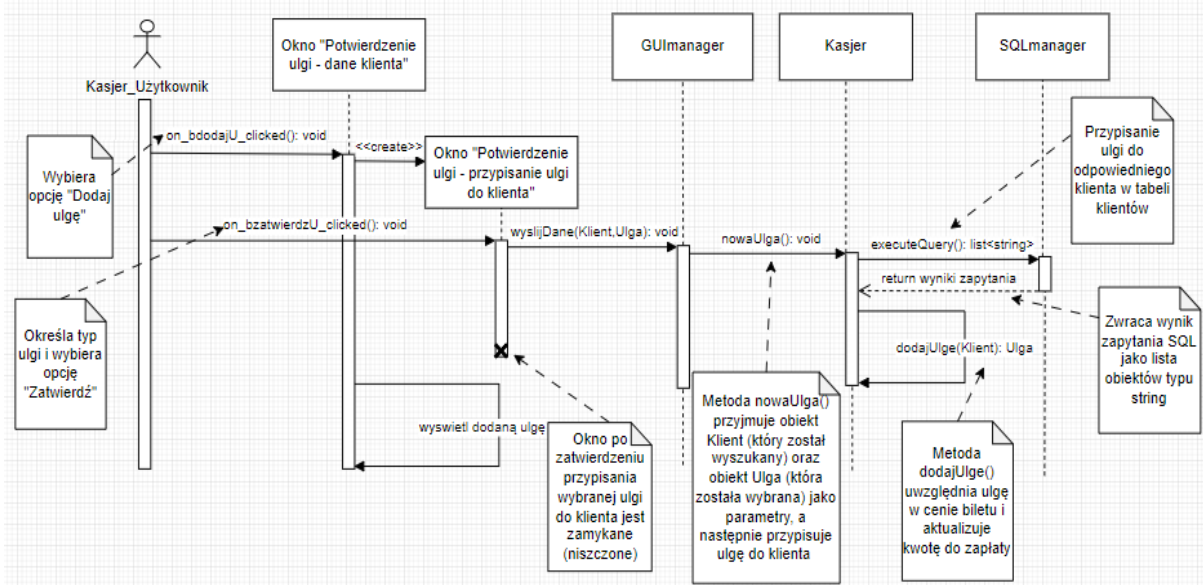 Okno "Potwierdzenie
ulgi - dane klienta"
GUImanager
Kasjer
SQLmanager
Kasjer_Użytkownik
on_bdodajU_clicked(): void
<<create>>
Okno "Potwierdzenie
ulgi - przypisanie ulgi
do klienta"
Przypisanie
ulgi do
odpowiedniego
klienta w tabeli
klientów
Wybiera
opcję "Dodaj
ulgę"
on_bzatwierdzU_clicked(): void
wyslijDane(Klient,Ulga): void
nowaUlga(): void
executeQuery(): list<string>
return wyniki zapytania
Określa typ
ulgi i wybiera
opcję
"Zatwierdź"
Zwraca wynik
zapytania SQL
jako lista
obiektów typu
string
dodajUlge(Klient): Ulga
wyswietl dodaną ulgę
Okno po
zatwierdzeniu
przypisania
wybranej ulgi
do klienta jest
zamykane
(niszczone)
Metoda nowaUlga()
przyjmuje obiekt
Klient (który został
wyszukany) oraz
obiekt Ulga (która
została wybrana) jako
parametry, a
następnie przypisuje
ulgę do klienta
Metoda
dodajUlge()
uwzględnia ulgę
w cenie biletu i
aktualizuje
kwotę do zapłaty